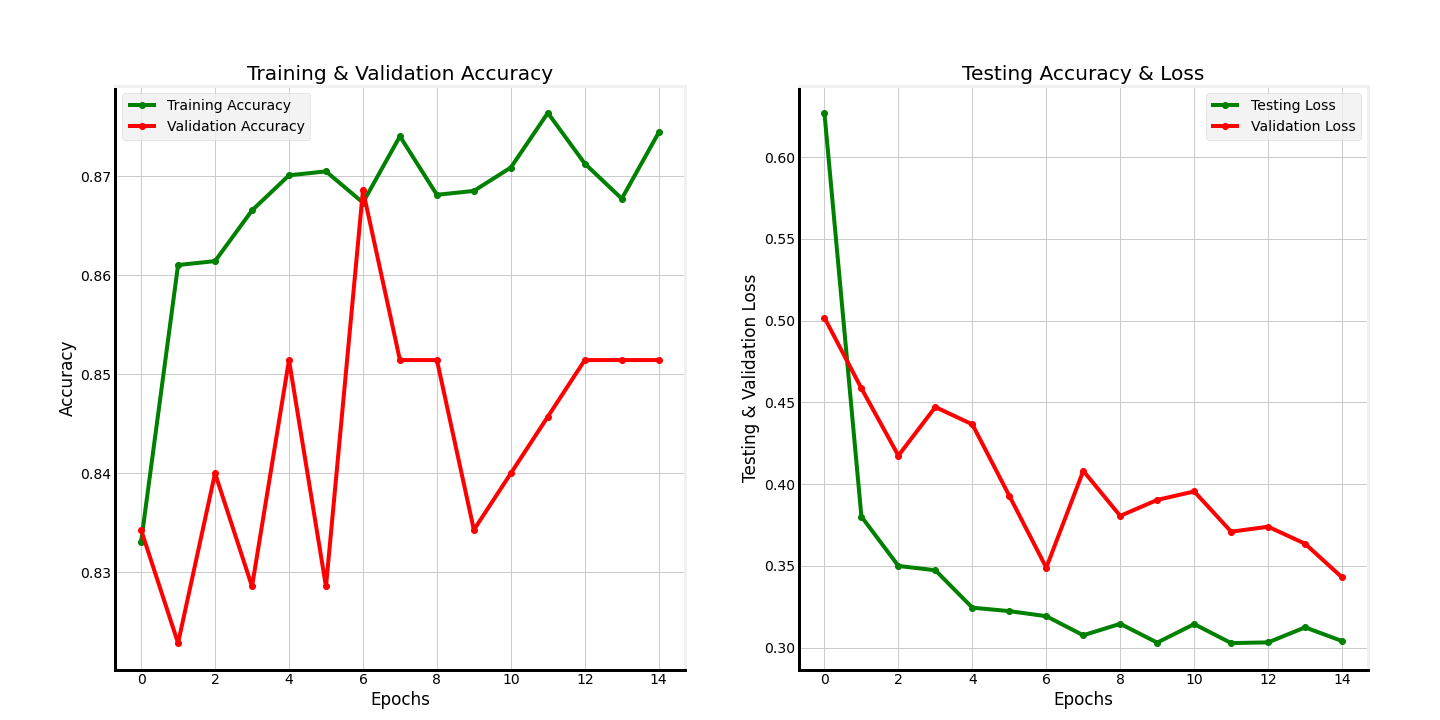 Training & Validation Accuracy
Training Accuracy
Validation Accuracy
0.87
0.86
0.85
0.84
0.83
Accuracy
0 2 4 6 8 10 12 14
Epochs
Testing Accuracy & Loss
Testing Loss
Validation Loss
0.60
0.55
0.50
0.45
0.40
0.35
0.30
Testing & Validation Loss
0 2 4 6 8 10 12 14
Epochs